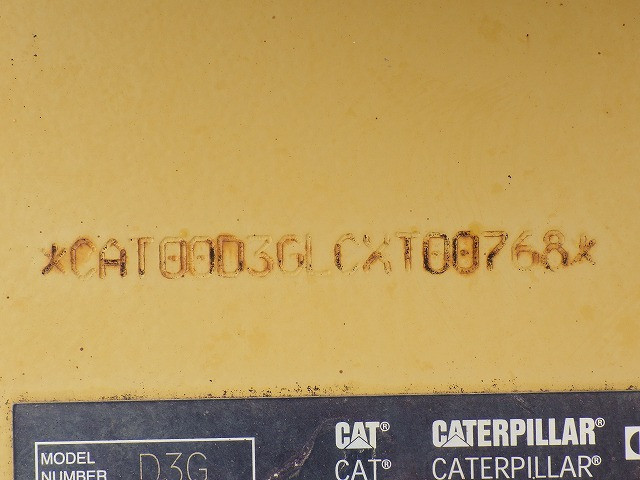 *CAT00D3GLCXT00768*
CAT® CATERPILLAR®
MODEL NUMBER D3G
CAT® CATERPILLAR®